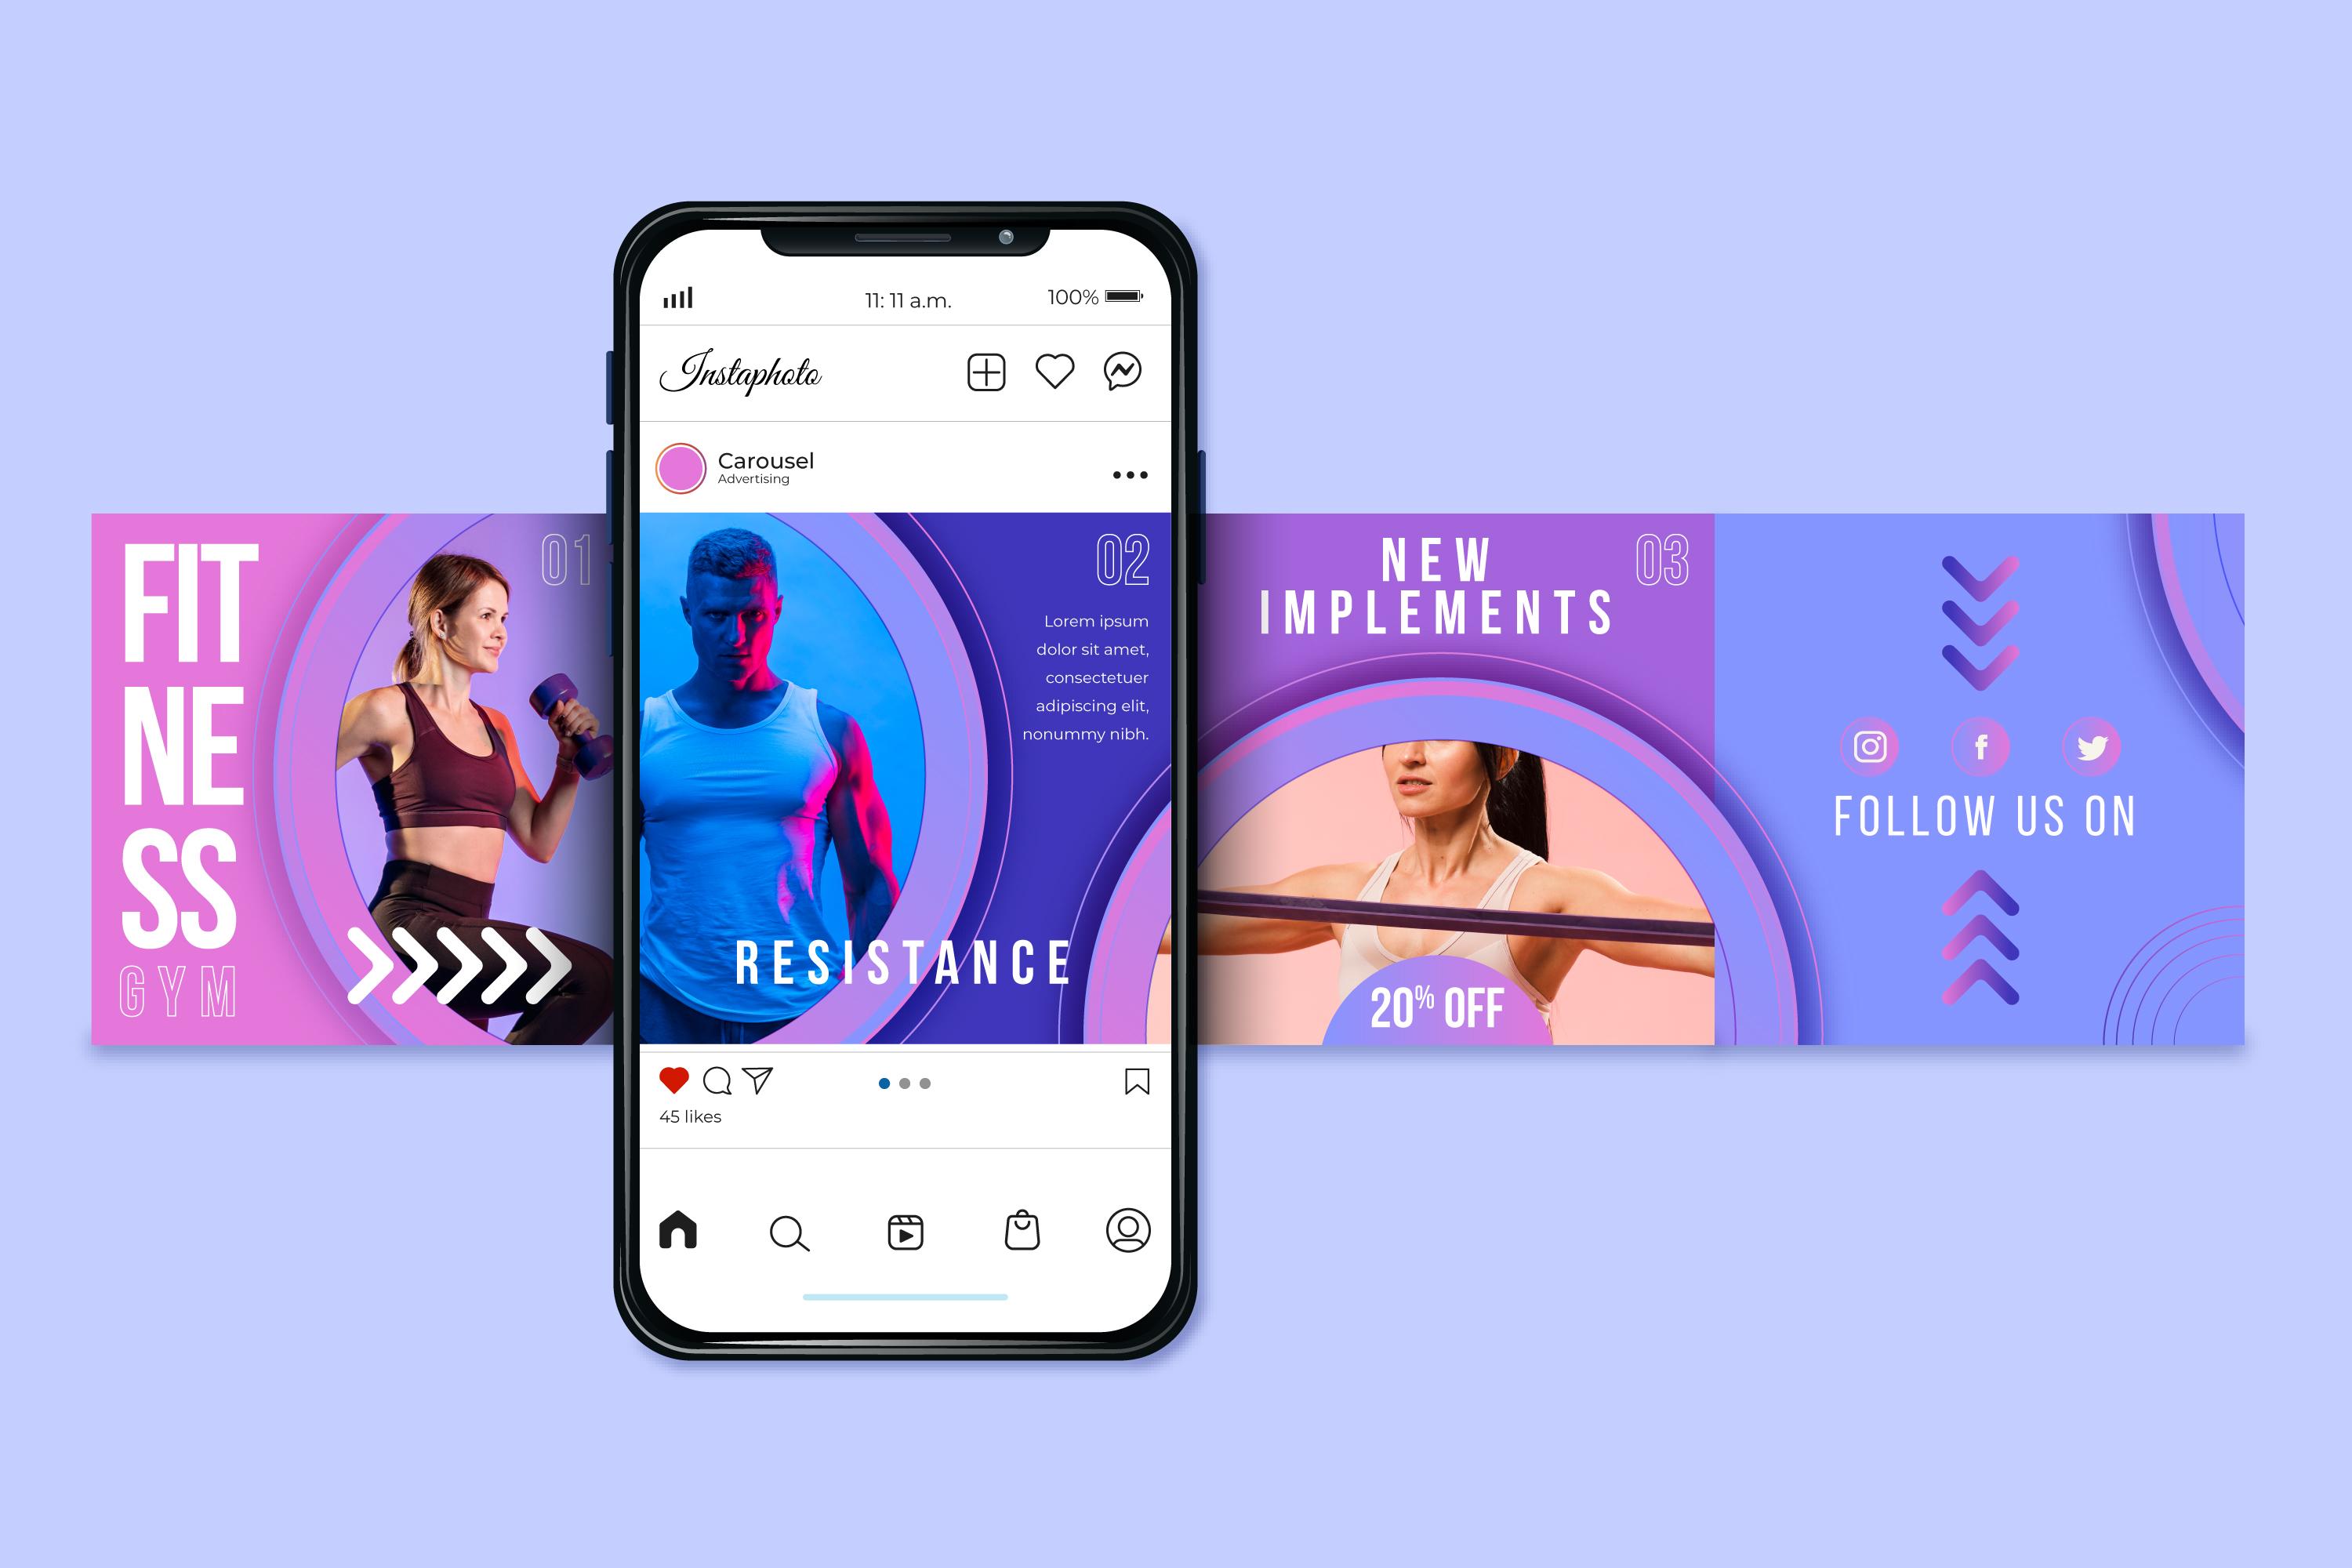 11: 11 a.m.
100%
Instaphoto
Carousel
Advertising
FIT
NE
SS
GYM
01
02
Lorem ipsum
dolor sit amet,
consectetuer
adipiscing elit,
nonummy nibh.
RESISTANCE
NEW
IMPLEMENTS
03
20% OFF
FOLLOW US ON
45 likes